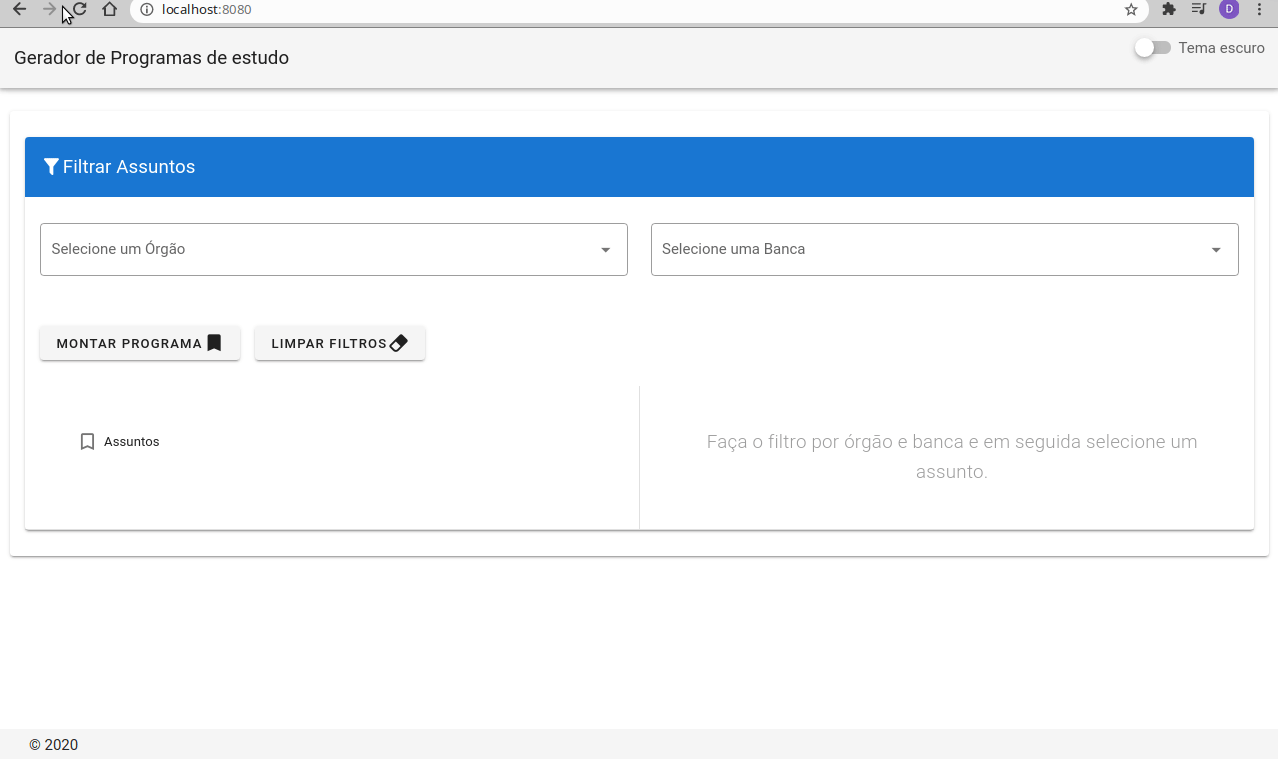 localhost:8080
D
Gerador de Programas de estudo
Tema escuro
Filtrar Assuntos
Selecione um Órgão
Selecione uma Banca
MONTAR PROGRAMA
LIMPAR FILTROS
Assuntos
Faça o filtro por órgão e banca e em seguida selecione um
assunto.
© 2020